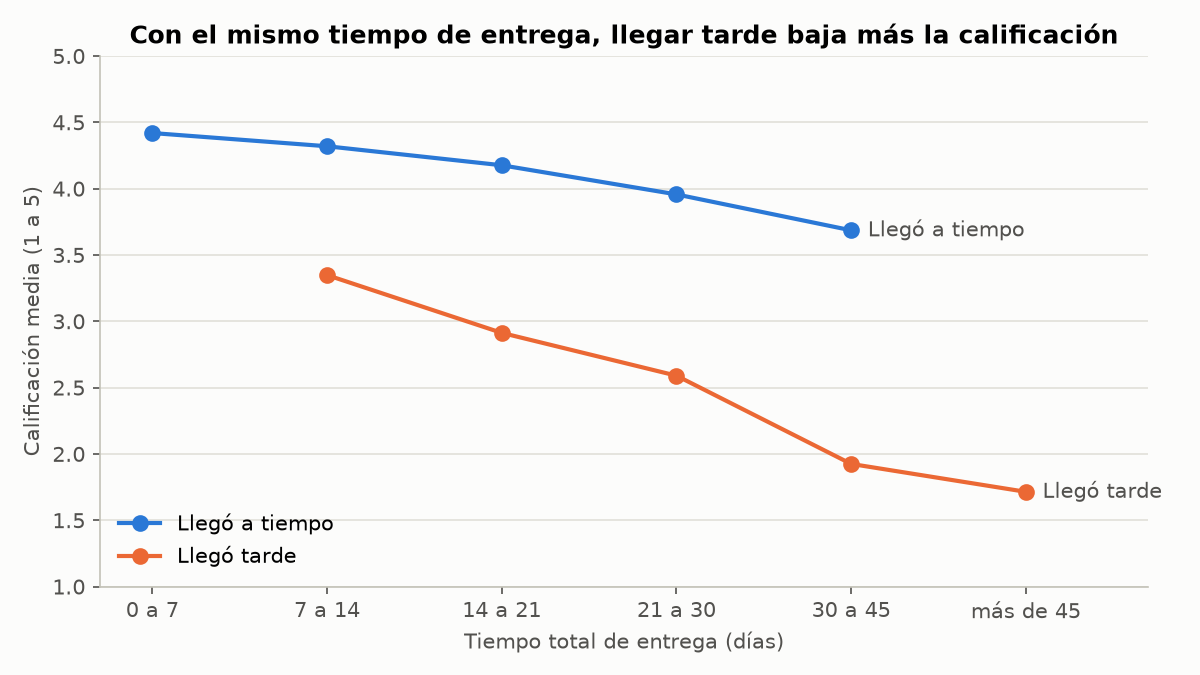 Con el mismo tiempo de entrega, llegar tarde baja más la calificación
5.0
4.5
4.0
3.5
3.0
2.5
2.0
1.5
1.0
Calificación media (1 a 5)
Llegó a tiempo
Llegó tarde
Llegó a tiempo
Llegó tarde
0 a 7
7 a 14
14 a 21
21 a 30
30 a 45
más de 45
Tiempo total de entrega (días)